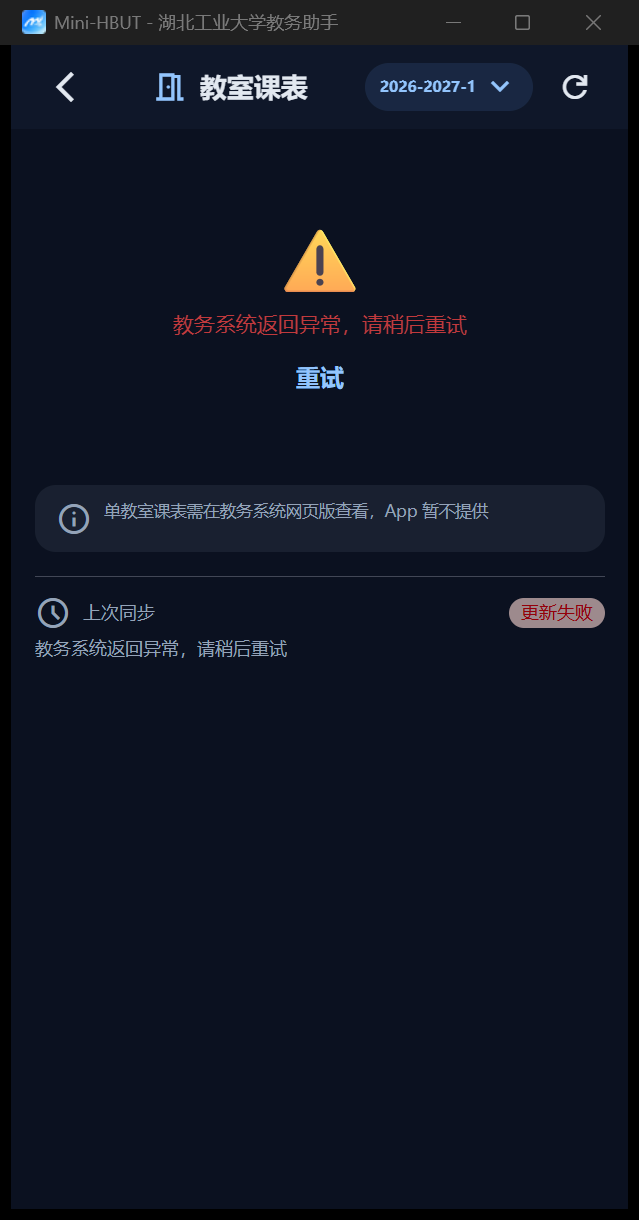 Mini-HBUT - 湖北工业大学教务助手
教室课表
2026-2027-1
教务系统返回异常，请稍后重试
重试
单教室课表需在教务系统网页版查看，App 暂不提供
上次同步
更新失败
教务系统返回异常，请稍后重试